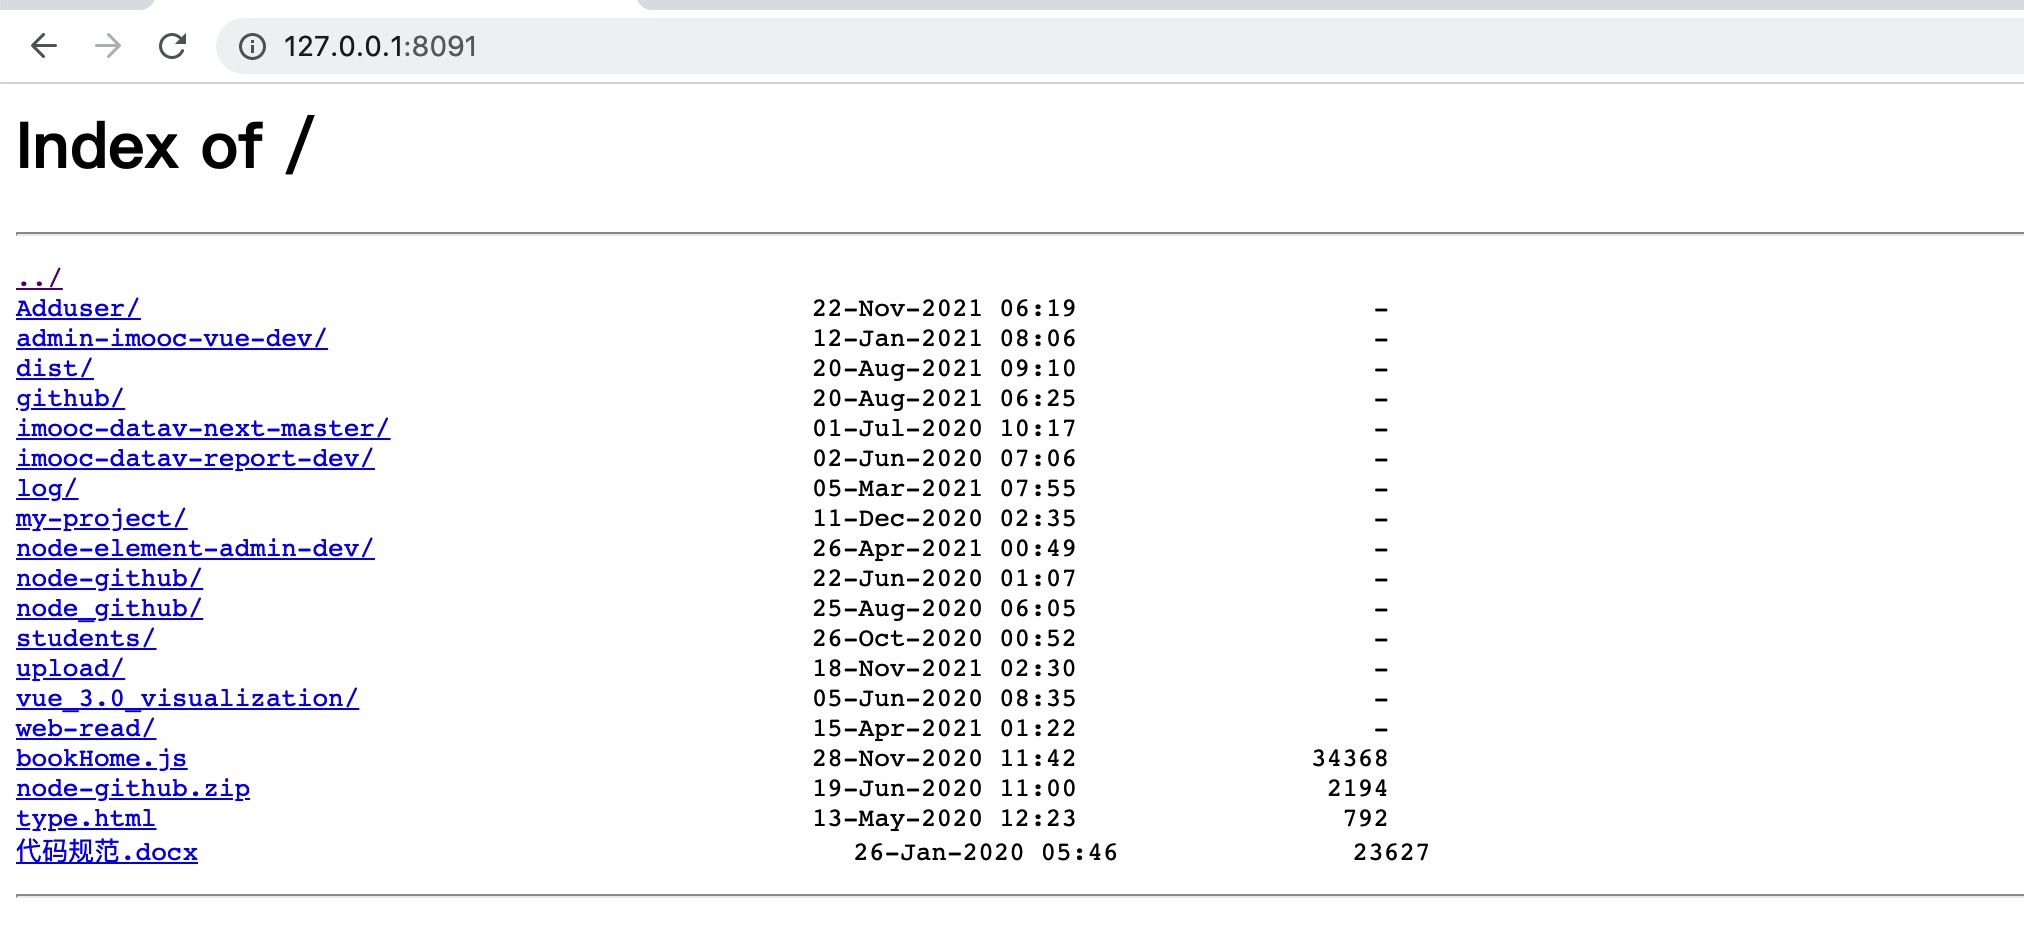 127.0.0.1:8091
Index of /
../
Adduser/ 22-Nov-2021 06:19 -
admin-imooc-vue-dev/ 12-Jan-2021 08:06 -
dist/ 20-Aug-2021 09:10 -
github/ 20-Aug-2021 06:25 -
imooc-datav-next-master/ 01-Jul-2020 10:17 -
imooc-datav-report-dev/ 02-Jun-2020 07:06 -
log/ 05-Mar-2021 07:55 -
my-project/ 11-Dec-2020 02:35 -
node-element-admin-dev/ 26-Apr-2021 00:49 -
node-github/ 22-Jun-2020 01:07 -
node_github/ 25-Aug-2020 06:05 -
students/ 26-Oct-2020 00:52 -
upload/ 18-Nov-2021 02:30 -
vue_3.0_visualization/ 05-Jun-2020 08:35 -
web-read/ 15-Apr-2021 01:22 -
bookHome.js 28-Nov-2020 11:42 34368
node-github.zip 19-Jun-2020 11:00 2194
type.html 13-May-2020 12:23 792
代码规范.docx 26-Jan-2020 05:46 23627